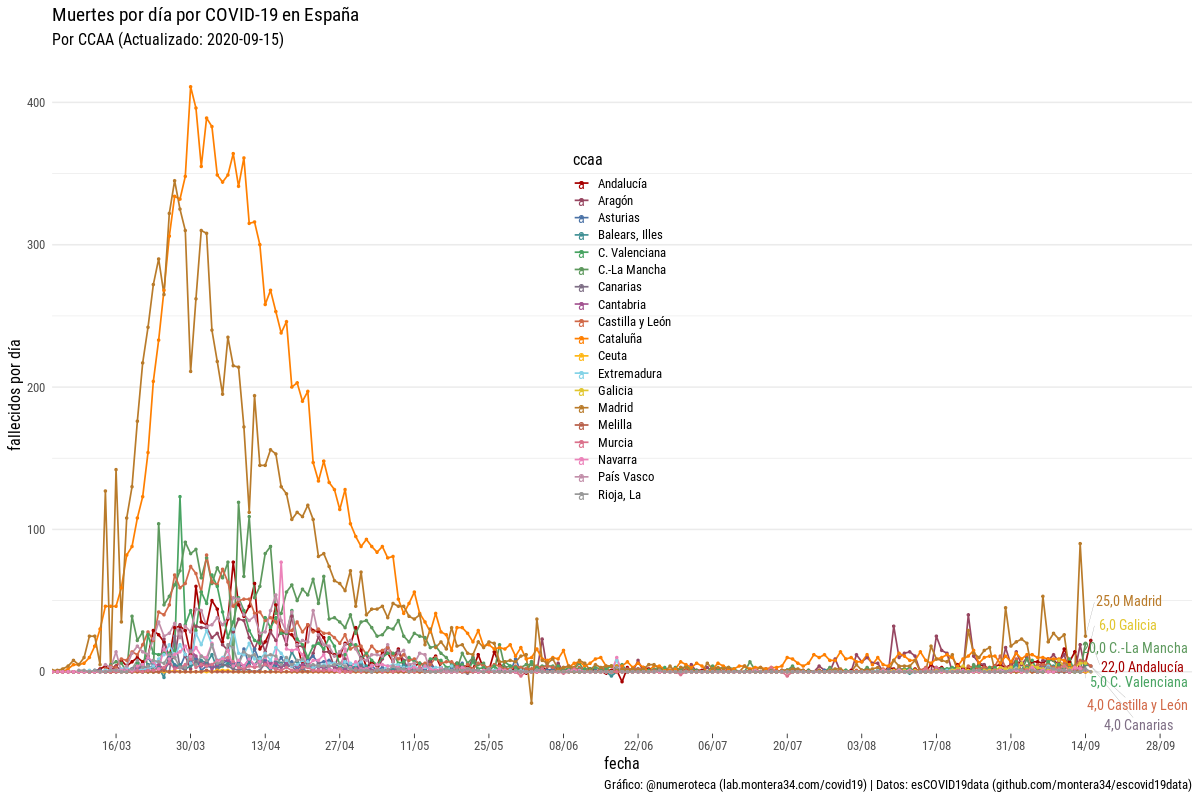 Muertes por día por COVID-19 en España
Por CCAA (Actualizado: 2020-09-15)
fallecidos por día
400
300
200
100
0
ccaa
Andalucía
Aragón
Asturias
Balears, Illes
C. Valenciana
C.-La Mancha
Canarias
Cantabria
Castilla y León
Cataluña
Ceuta
Extremadura
Galicia
Madrid
Melilla
Murcia
Navarra
País Vasco
Rioja, La
25,0 Madrid
6,0 Galicia
20,0 C.-La Mancha
22,0 Andalucía
5,0 C. Valenciana
4,0 Castilla y León
4,0 Canarias
16/03 30/03 13/04 27/04 11/05 25/05 08/06 22/06 06/07 20/07 03/08 17/08 31/08 14/09 28/09
fecha
Gráfico: @numeroteca (lab.montera34.com/covid19) | Datos: esCOVID19data (github.com/montera34/escovid19data)